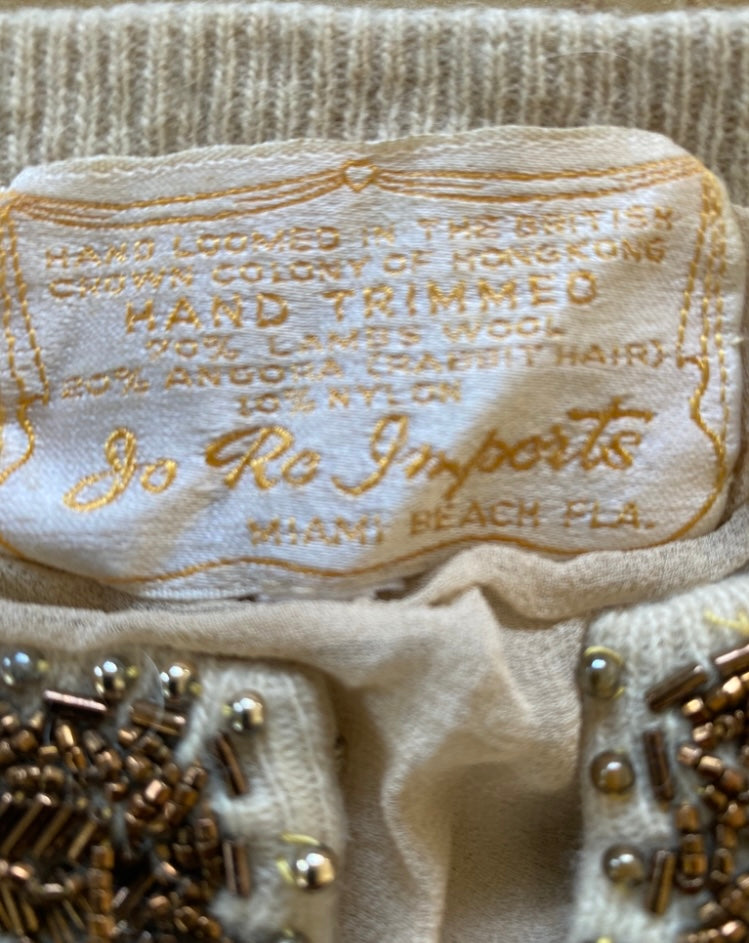 HAND LOOMED IN THE BRITISH
CROWN COLONY OF HONGKONG
HAND TRIMMED
70% LAMBS WOOL
20% ANGORA (RABBIT HAIR)
10% NYLON
Jo Ro Imports
MIAMI BEACH FLA.